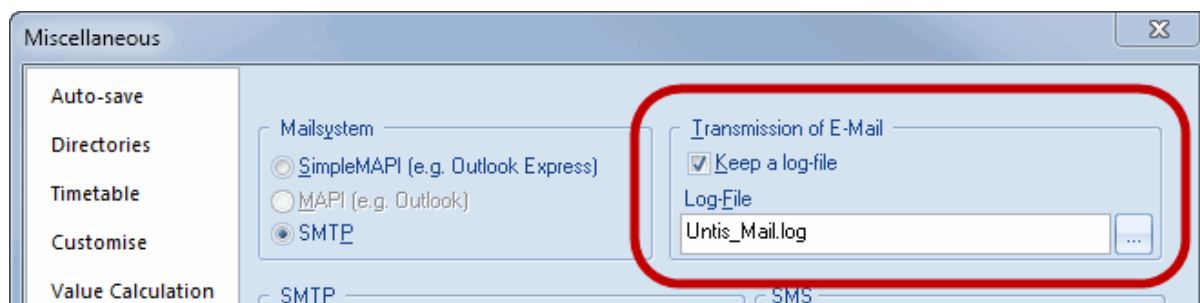 Miscellaneous
Auto-save
Directories
Timetable
Customise
Value Calculation
Mailsystem
SimpleMAPI (e.g. Outlook Express)
MAPI (e.g. Outlook)
SMTP
Transmission of E-Mail
Keep a log-file
Log-File
Untis_Mail.log
...
SMTP
SMS